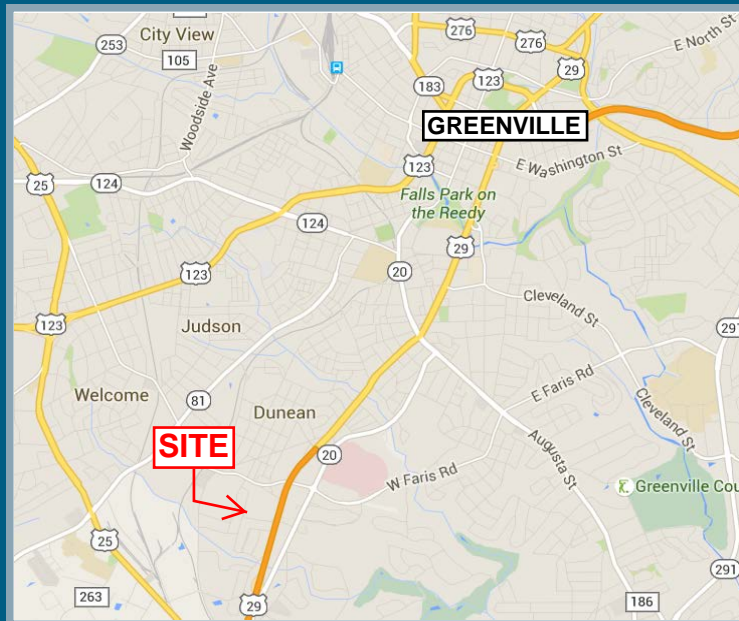 City View
276
253
276
E North St
105
29
123
183
Woodside Ave
GREENVILLE
E Washington St
123
25
124
Falls Park on
the Reedy
124
29
20
123
Cleveland St
123
Judson
291
E Faris Rd
Welcome
81
Dunean
Cleveland St
SITE
20
Augusta St
W Faris Rd
Greenville Cou
25
291
263
29
186